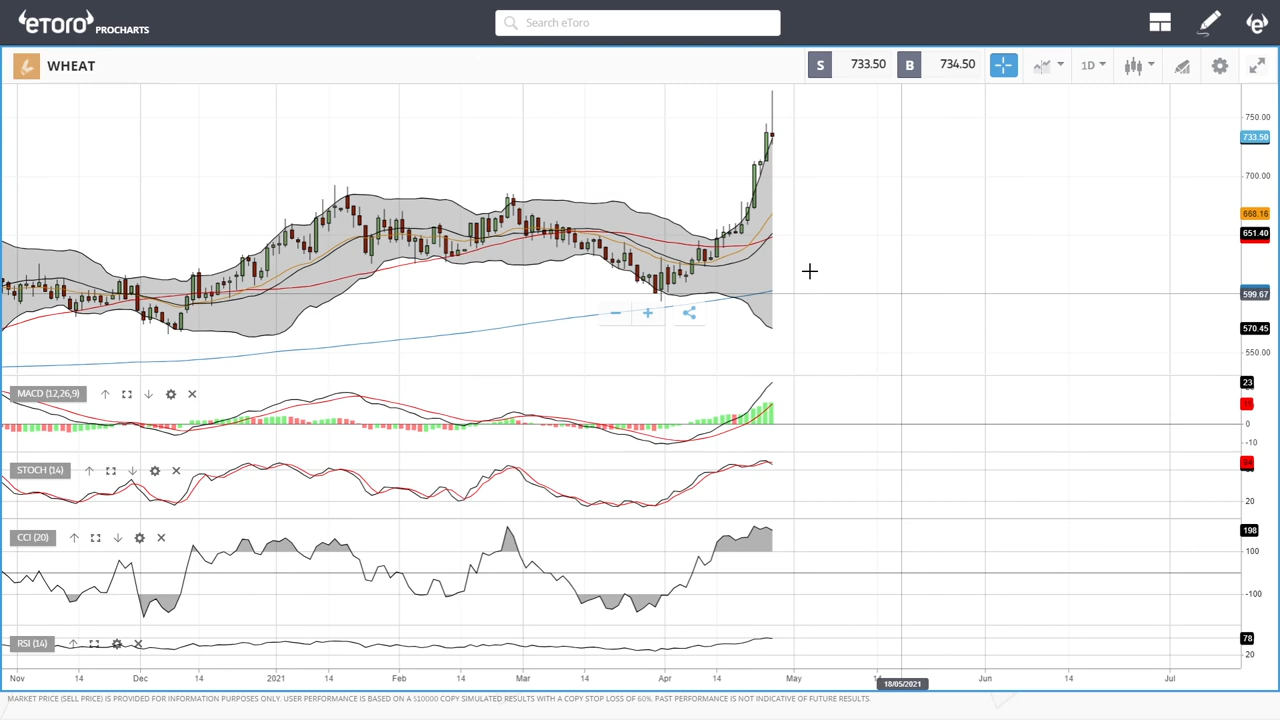 eToro PROCHARTS
Search eToro
WHEAT
S 733.50 B 734.50
1D
750.00
733.50
700.00
668.16
651.40
599.67
570.45
550.00
MACD (12,26,9)
23
0
-10
STOCH (14)
20
CCI (20)
198
100
-100
RSI (14)
78
20
Nov 14 Dec 14 2021 14 Feb 14 Mar 14 Apr 14 May 14 Jun 14 Jul
18/05/2021
MARKET PRICE (SELL PRICE) IS PROVIDED FOR INFORMATION PURPOSES ONLY. USER PERFORMANCE IS BASED ON A $10000 COPY SIMULATED RESULTS WITH A COPY STOP LOSS OF 60%. PAST PERFORMANCE IS NOT INDICATIVE OF FUTURE RESULTS.